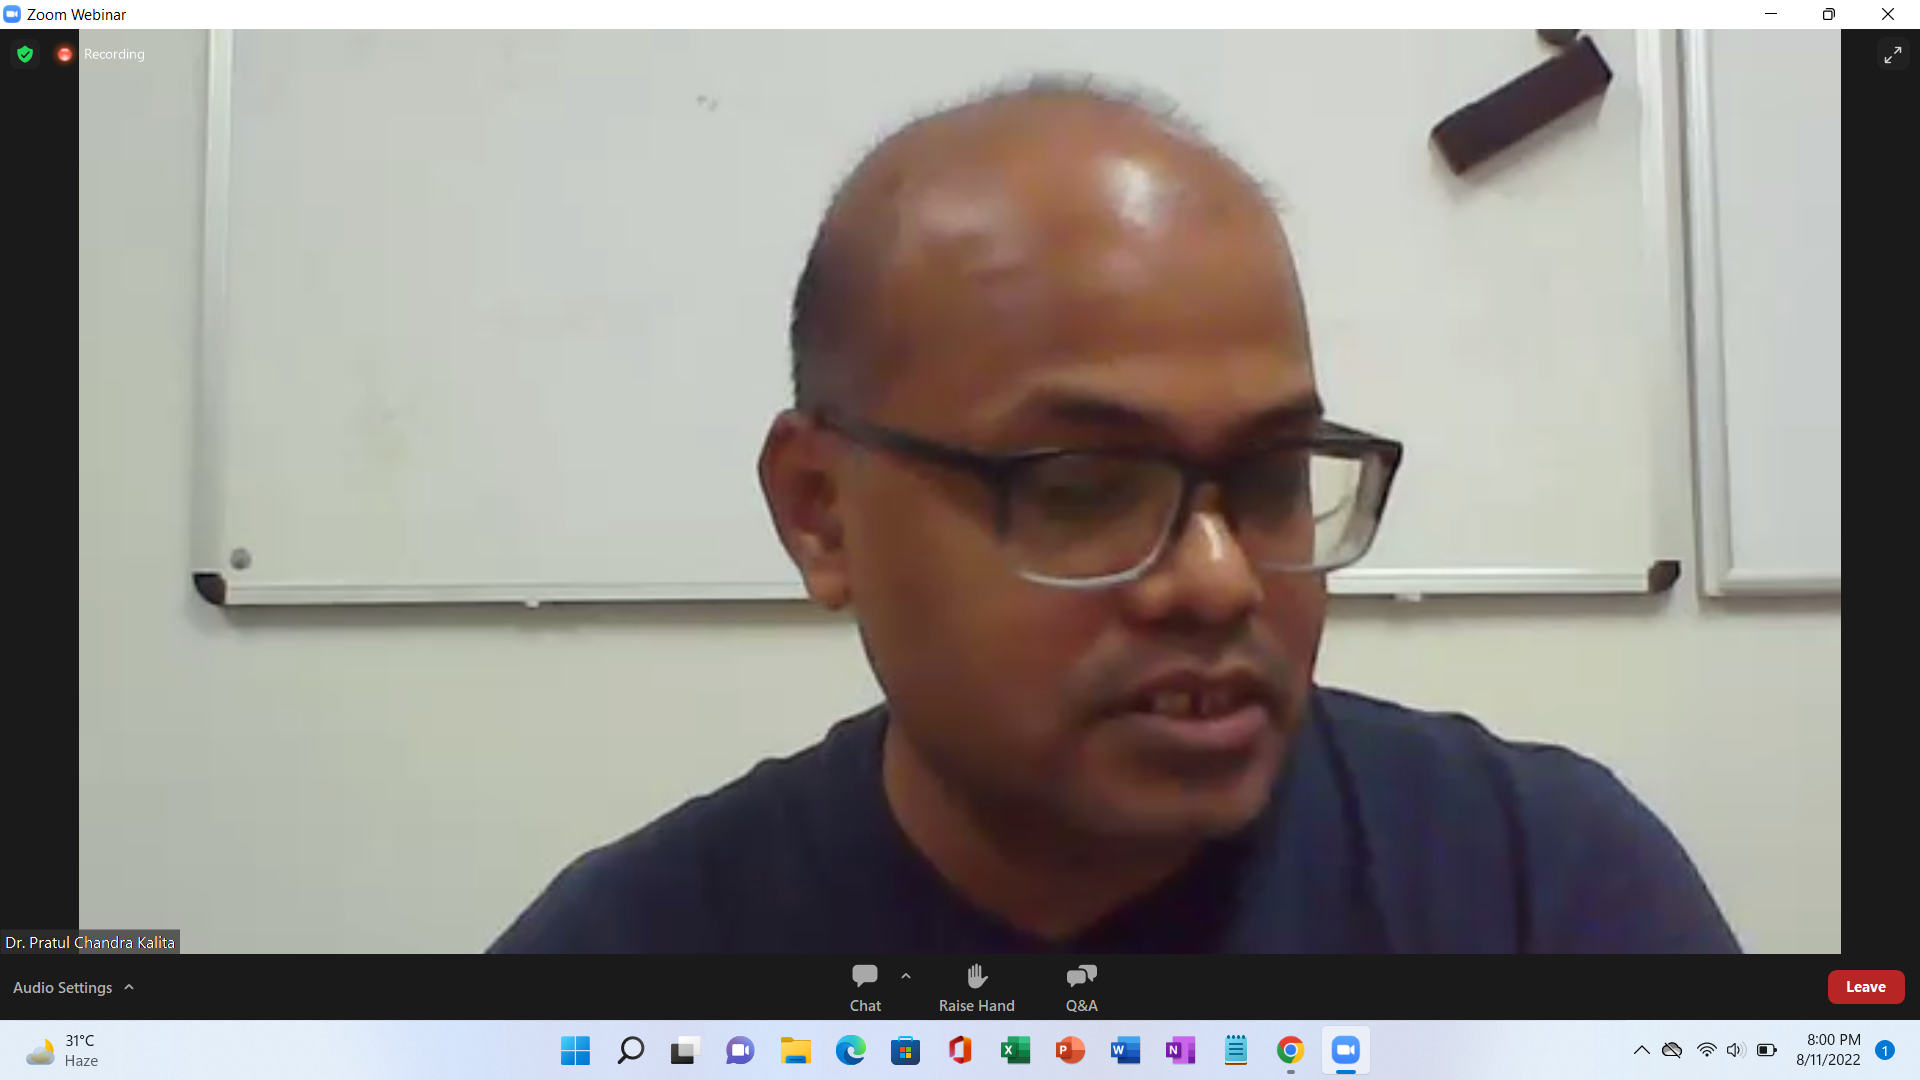 Zoom Webinar
Recording
Dr. Pratul Chandra Kalita
Audio Settings
Chat
Raise Hand
Q&A
Leave
31°C
Haze
8:00 PM
8/11/2022
1